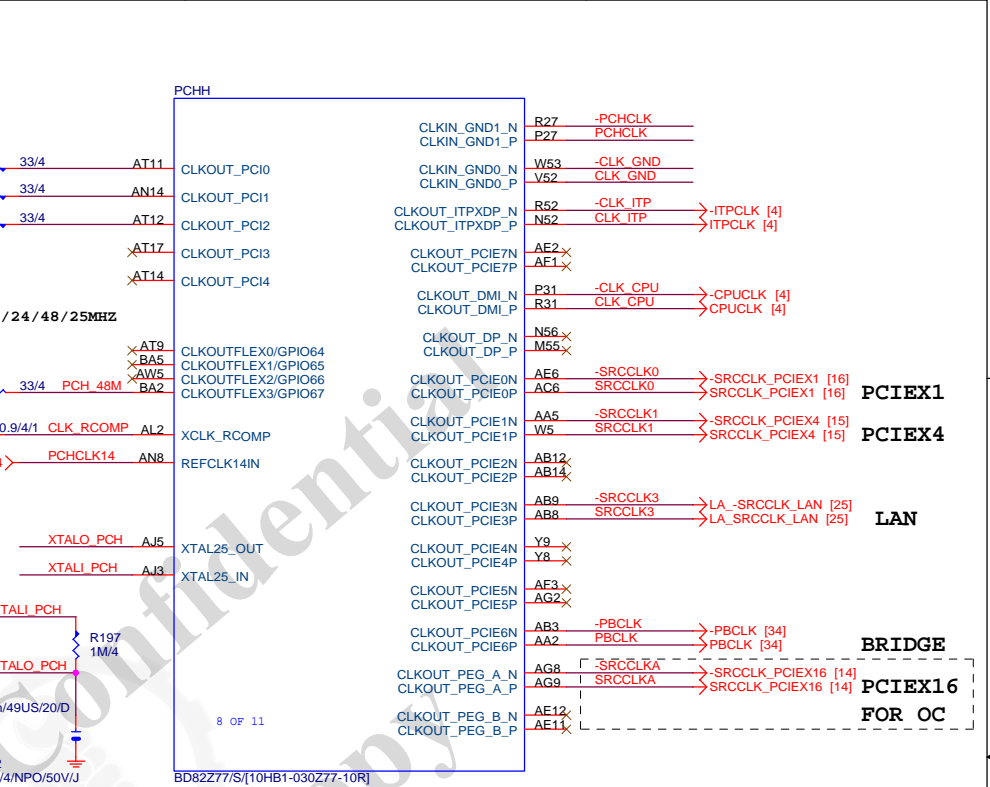 PCHH
33/4 AT11 CLKOUT_PCI0
33/4 AN14 CLKOUT_PCI1
33/4 AT12 CLKOUT_PCI2
AT17 CLKOUT_PCI3
AT14 CLKOUT_PCI4
/24/48/25MHZ
AT9 CLKOUTFLEX0/GPIO64
BA5 CLKOUTFLEX1/GPIO65
AW5 CLKOUTFLEX2/GPIO66
33/4 PCH_48M BA2 CLKOUTFLEX3/GPIO67
0.9/4/1 CLK_RCOMP AL2 XCLK_RCOMP
PCHCLK14 AN8 REFCLK14IN
XTALO_PCH AJ5 XTAL25_OUT
XTALI_PCH AJ3 XTAL25_IN
TALI_PCH
R197
1M/4
TALO_PCH
/49US/20/D
/4/NPO/50V/J
CLKIN_GND1_N R27 -PCHCLK
CLKIN_GND1_P P27 PCHCLK
CLKIN_GND0_N W53 -CLK_GND
CLKIN_GND0_P V52 CLK_GND
CLKOUT_ITPXDP_N R52 -CLK_ITP -ITPCLK [4]
CLKOUT_ITPXDP_P N52 CLK_ITP ITPCLK [4]
CLKOUT_PCIE7N AE2
CLKOUT_PCIE7P AF1
CLKOUT_DMI_N P31 -CLK_CPU -CPUCLK [4]
CLKOUT_DMI_P R31 CLK_CPU CPUCLK [4]
CLKOUT_DP_N N56
CLKOUT_DP_P M55
CLKOUT_PCIE0N AE6 -SRCCLK0 -SRCCLK_PCIEX1 [16]
CLKOUT_PCIE0P AC6 SRCCLK0 SRCCLK_PCIEX1 [16] PCIEX1
CLKOUT_PCIE1N AA5 -SRCCLK1 -SRCCLK_PCIEX4 [15]
CLKOUT_PCIE1P W5 SRCCLK1 SRCCLK_PCIEX4 [15] PCIEX4
CLKOUT_PCIE2N AB12
CLKOUT_PCIE2P AB14
CLKOUT_PCIE3N AB9 -SRCCLK3 LA_-SRCCLK_LAN [25]
CLKOUT_PCIE3P AB8 SRCCLK3 LA_SRCCLK_LAN [25] LAN
CLKOUT_PCIE4N Y9
CLKOUT_PCIE4P Y8
CLKOUT_PCIE5N AF3
CLKOUT_PCIE5P AG2
CLKOUT_PCIE6N AB3 -PBCLK -PBCLK [34]
CLKOUT_PCIE6P AA2 PBCLK PBCLK [34] BRIDGE
CLKOUT_PEG_A_N AG8 -SRCCLKA -SRCCLK_PCIEX16 [14]
CLKOUT_PEG_A_P AG9 SRCCLKA SRCCLK_PCIEX16 [14] PCIEX16
CLKOUT_PEG_B_N AE12 FOR OC
CLKOUT_PEG_B_P AE11
8 OF 11
BD82Z77/S/[10HB1-030Z77-10R]
Confidential
opy